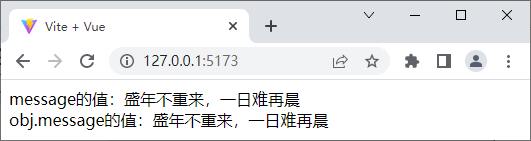 Vite + Vue
127.0.0.1:5173
message的值：盛年不重来，一日难再晨
obj.message的值：盛年不重来，一日难再晨